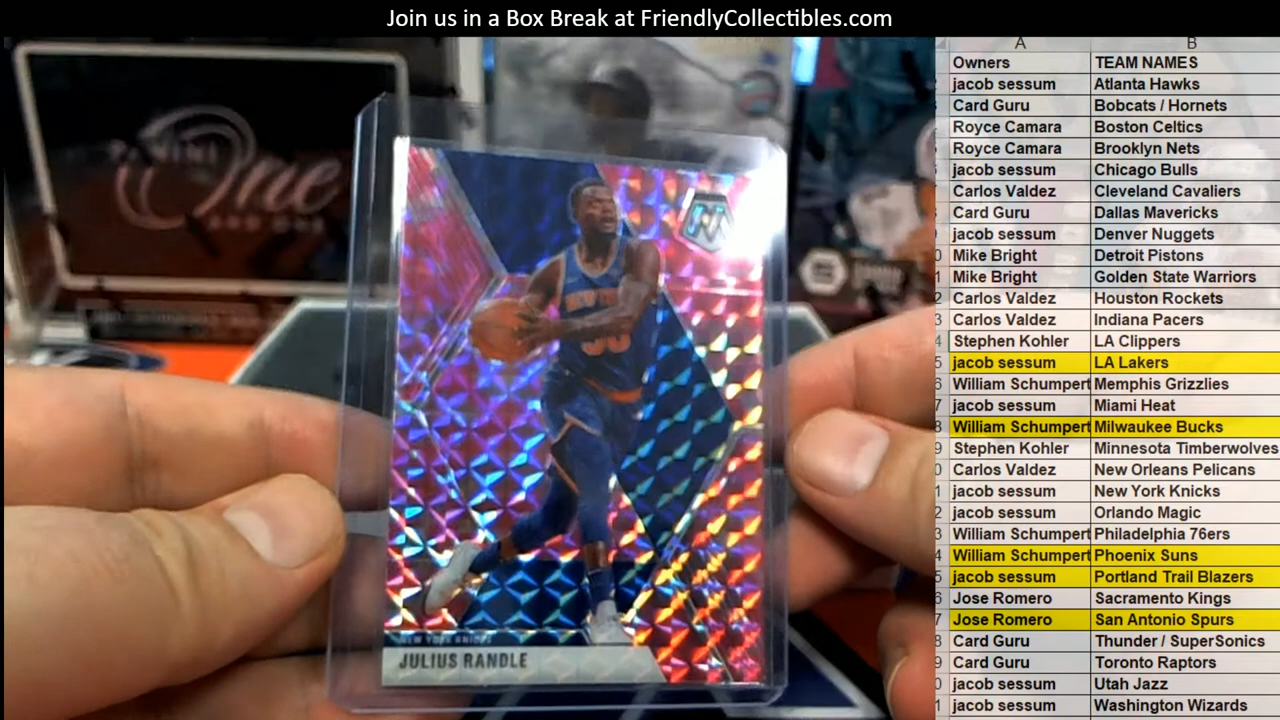 Join us in a Box Break at FriendlyCollectibles.com
A B
Owners TEAM NAMES
jacob sessum Atlanta Hawks
Card Guru Bobcats / Hornets
Royce Camara Boston Celtics
Royce Camara Brooklyn Nets
jacob sessum Chicago Bulls
Carlos Valdez Cleveland Cavaliers
Card Guru Dallas Mavericks
jacob sessum Denver Nuggets
Mike Bright Detroit Pistons
Mike Bright Golden State Warriors
Carlos Valdez Houston Rockets
Carlos Valdez Indiana Pacers
Stephen Kohler LA Clippers
jacob sessum LA Lakers
William Schumpert Memphis Grizzlies
jacob sessum Miami Heat
William Schumpert Milwaukee Bucks
Stephen Kohler Minnesota Timberwolves
Carlos Valdez New Orleans Pelicans
jacob sessum New York Knicks
jacob sessum Orlando Magic
William Schumpert Philadelphia 76ers
William Schumpert Phoenix Suns
jacob sessum Portland Trail Blazers
Jose Romero Sacramento Kings
Jose Romero San Antonio Spurs
Card Guru Thunder / SuperSonics
Card Guru Toronto Raptors
jacob sessum Utah Jazz
jacob sessum Washington Wizards
PANINI
One
AND ONE
NEW YORK
30
NEW YORK KNICKS
JULIUS RANDLE